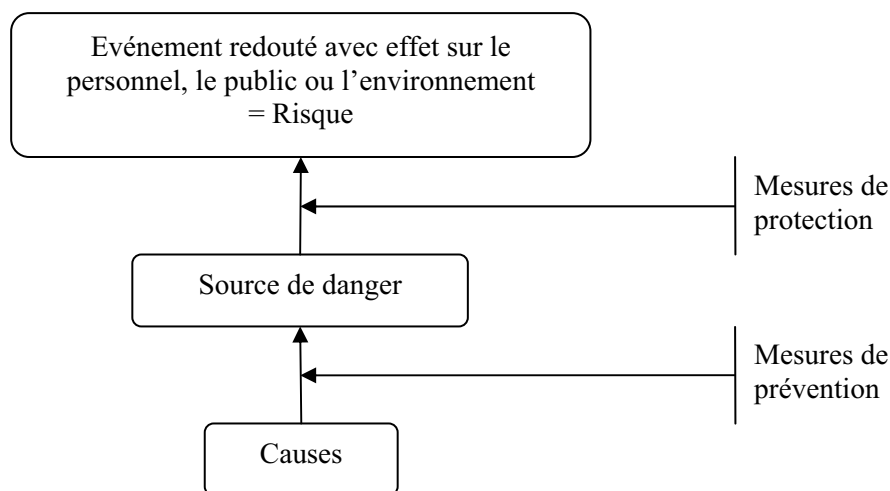 Evénement redouté avec effet sur le
personnel, le public ou l’environnement
= Risque
Mesures de
protection
Source de danger
Mesures de
prévention
Causes